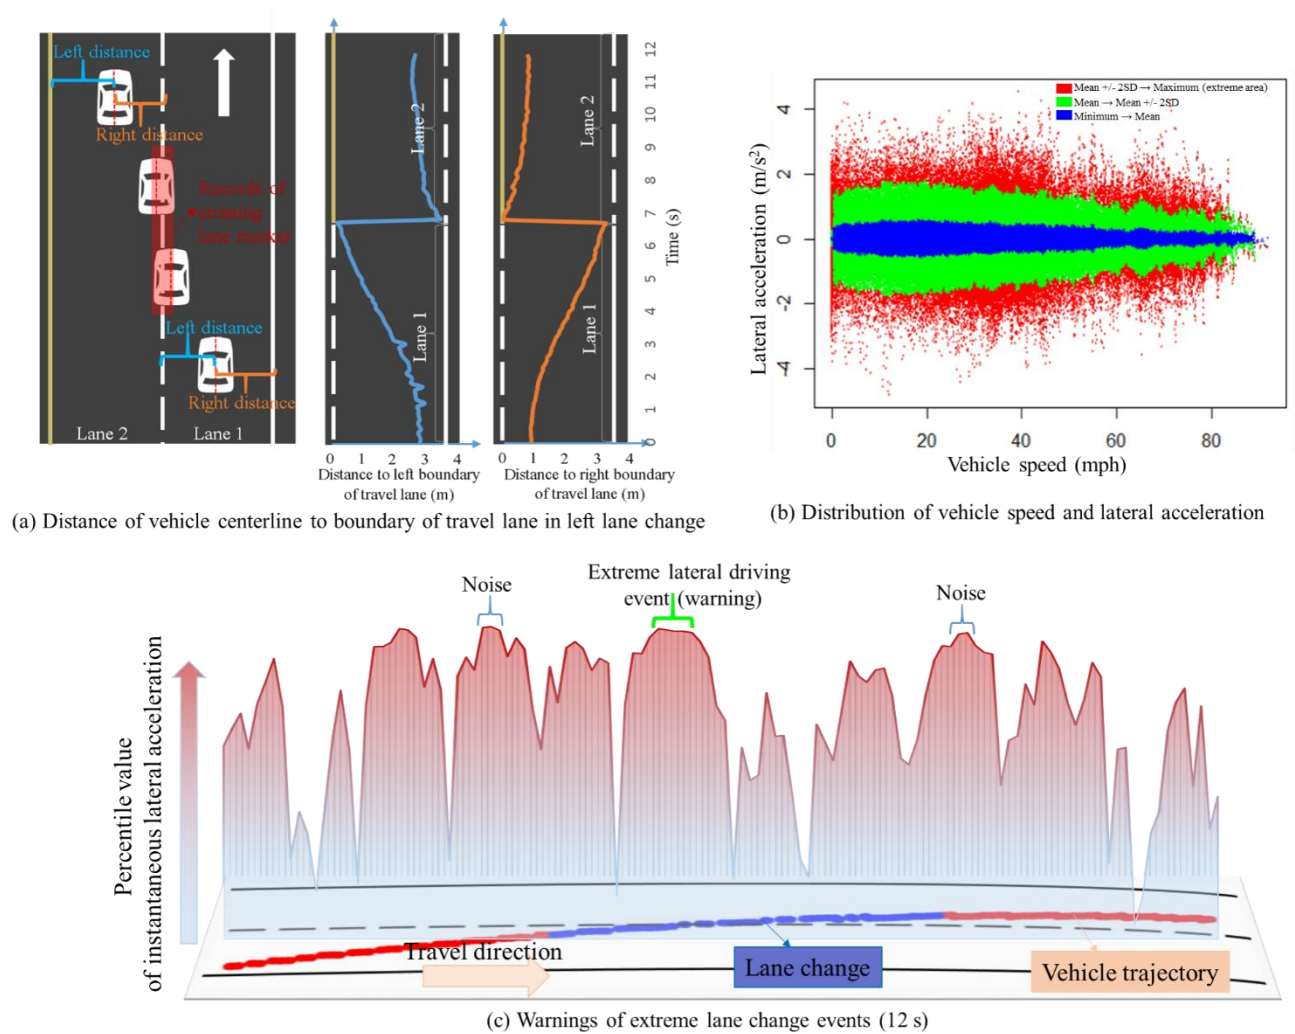 Left distance
Right distance
Records of
crossing
lane marker
Left distance
Right distance
Lane 2
Lane 1
Lane 2
Lane 1
0 1 2 3 4
Distance to left boundary
of travel lane (m)
Lane 2
Lane 1
0 1 2 3 4
Distance to right boundary
of travel lane (m)
0 1 2 3 4 5 6 7 8 9 10 11 12
Time (s)
(a) Distance of vehicle centerline to boundary of travel lane in left lane change
Mean +/- 2SD → Maximum (extreme area)
Mean → Mean +/- 2SD
Minimum → Mean
Lateral acceleration (m/s²)
4
2
0
-2
-4
0 20 40 60 80
Vehicle speed (mph)
(b) Distribution of vehicle speed and lateral acceleration
Noise
Extreme lateral driving
event (warning)
Noise
Percentile value
of instantaneous lateral acceleration
Travel direction
Lane change
Vehicle trajectory
(c) Warnings of extreme lane change events (12 s)